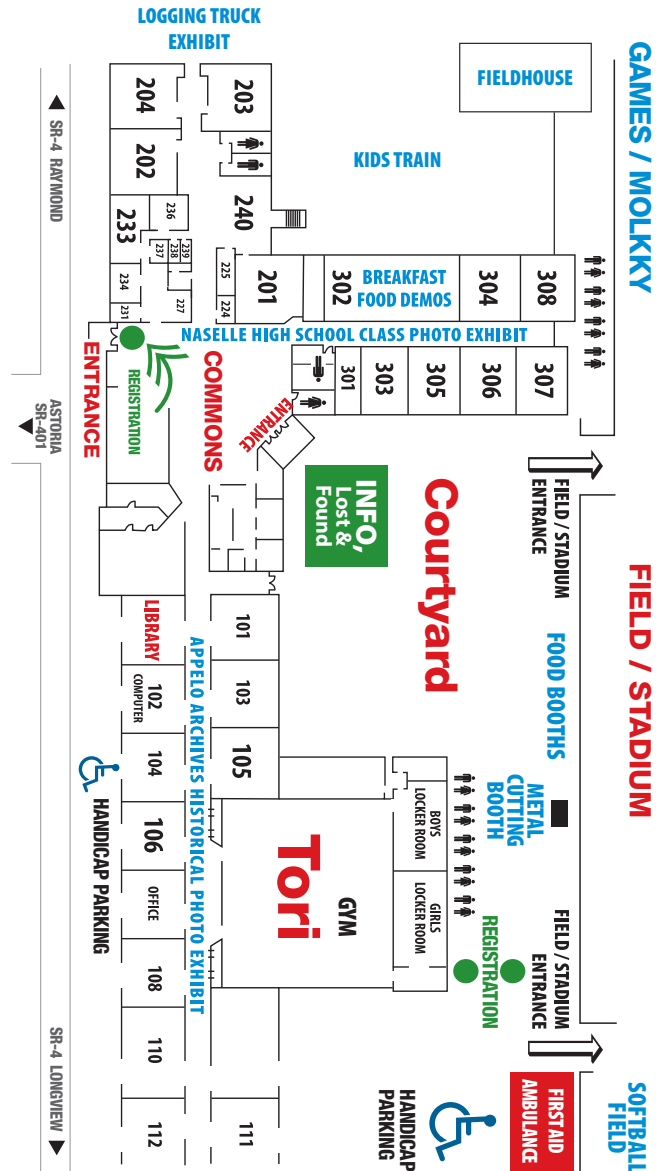 LOGGING TRUCK
EXHIBIT
GAMES / MOLKKY
FIELDHOUSE
KIDS TRAIN
204
203
202
240
236
233
237
238
239
234
231
227
225
224
201
302
BREAKFAST
FOOD DEMOS
304
308
NASELLE HIGH SCHOOL CLASS PHOTO EXHIBIT
301
303
305
306
307
SR-4 RAYMOND
ASTORIA
SR-401
ENTRANCE
REGISTRATION
COMMONS
ENTRANCE
INFO,
Lost &
Found
Courtyard
FIELD / STADIUM
ENTRANCE
FIELD / STADIUM
FOOD BOOTHS
METAL
CUTTING
BOOTH
LIBRARY
101
103
105
102
COMPUTER
104
106
OFFICE
108
110
112
111
APPELO ARCHIVES HISTORICAL PHOTO EXHIBIT
HANDICAP PARKING
Tori
GYM
BOYS
LOCKER ROOM
GIRLS
LOCKER ROOM
REGISTRATION
FIELD / STADIUM
ENTRANCE
SR-4 LONGVIEW
HANDICAP
PARKING
FIRST AID
AMBULANCE
SOFTBALL
FIELD